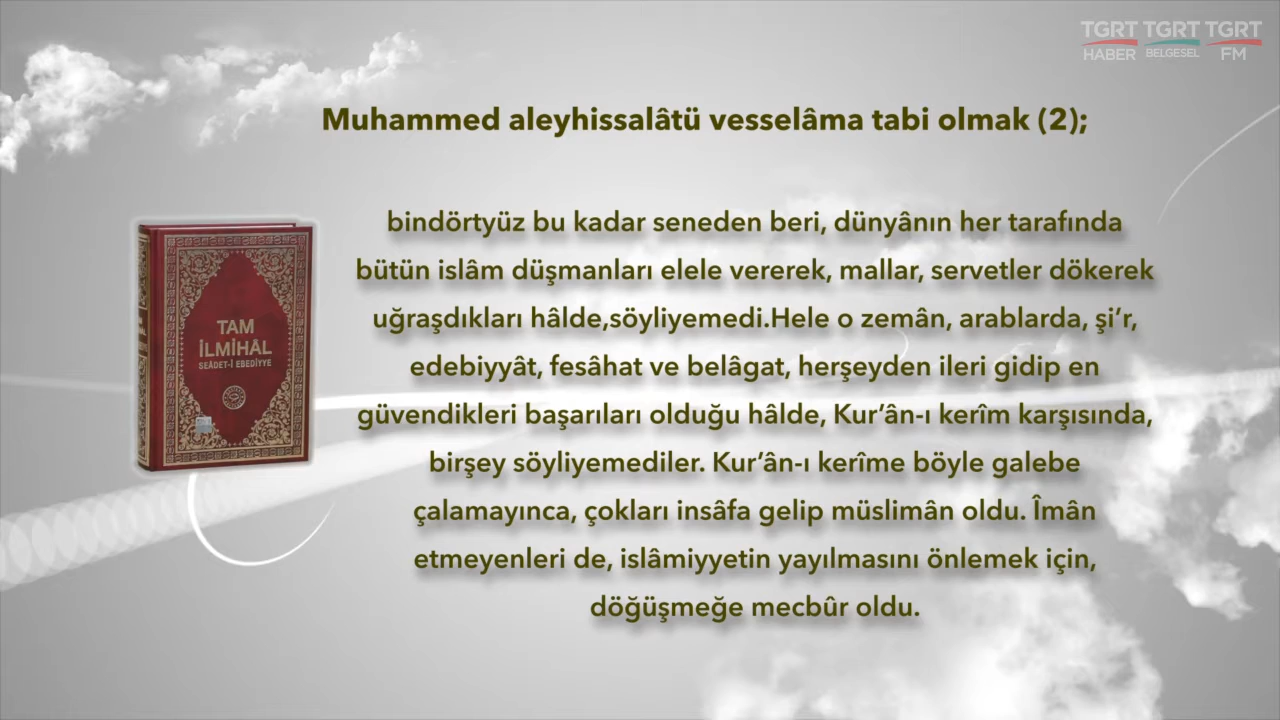 TGRT TGRT TGRT
HABER BELGESEL FM
Muhammed aleyhissalâtü vesselâma tabi olmak (2);
bindörtyüz bu kadar seneden beri, dünyânın her tarafında
bütün islâm düşmanları elele vererek, mallar, servetler dökerek
uğraşdıkları hâlde,söyliyemedi.Hele o zemân, arablarda, şi’r,
edebiyyât, fesâhat ve belâgat, herşeyden ileri gidip en
güvendikleri başarıları olduğu hâlde, Kur’ân-ı kerîm karşısında,
birşey söyliyemediler. Kur’ân-ı kerîme böyle galebe
çalamayınca, çokları insâfa gelip müslimân oldu. Îmân
etmeyenleri de, islâmiyyetin yayılmasını önlemek için,
döğüşmeğe mecbûr oldu.
TAM
İLMİHÂL
SEÂDET-İ EBEDİYYE